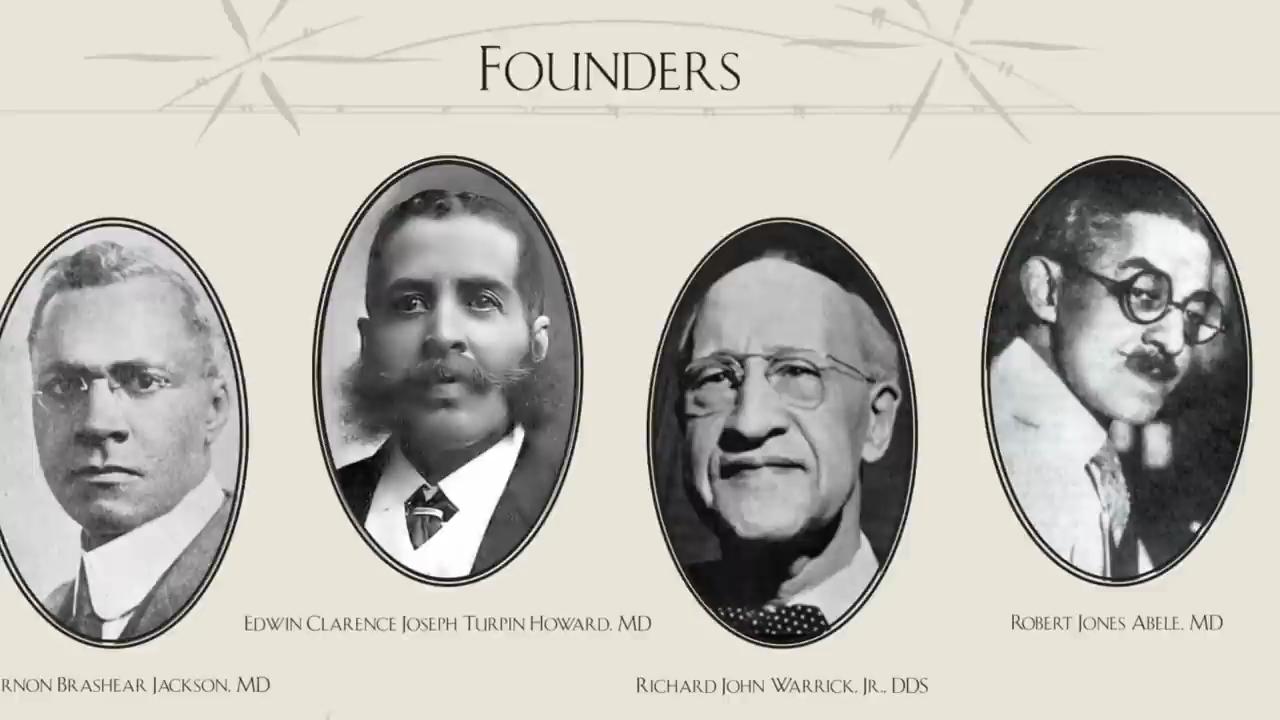 FOUNDERS
EDWIN CLARENCE JOSEPH TURPIN HOWARD, MD
ROBERT JONES ABELE, MD
RNON BRASHEAR JACKSON, MD
RICHARD JOHN WARRICK, JR., DDS